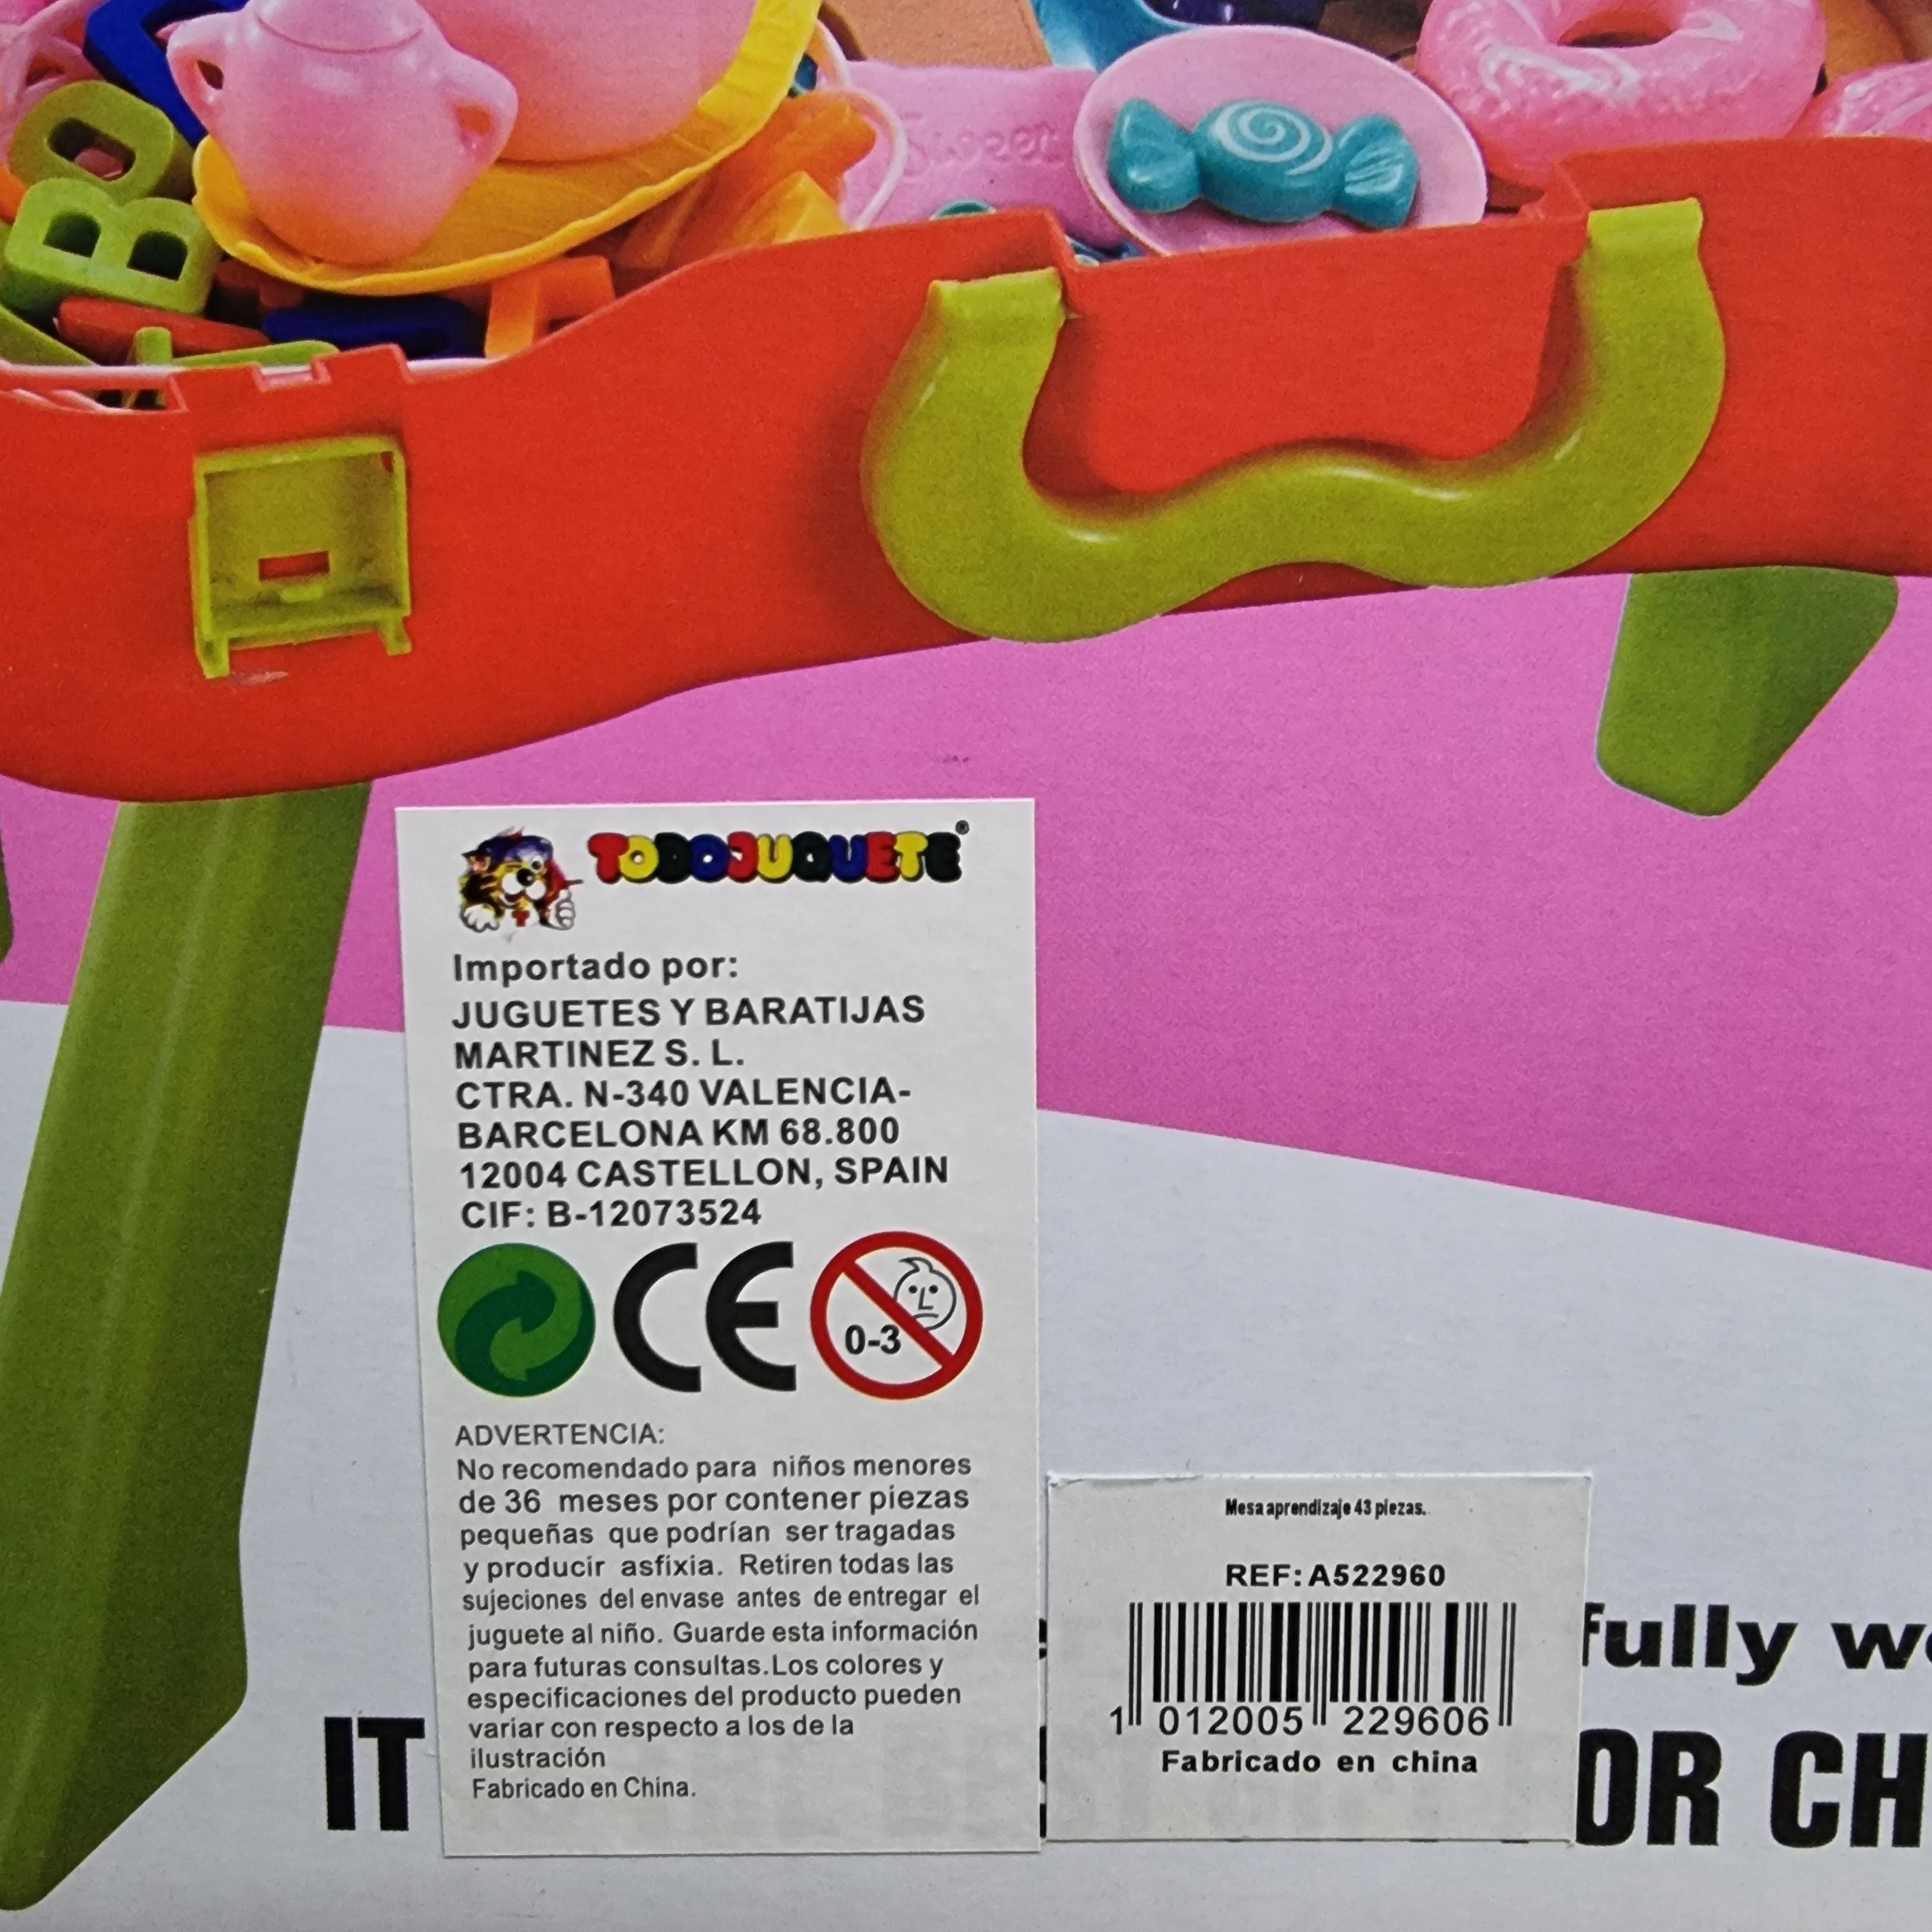 O
B
Sweet
TODOJUQUETE®
Importado por:
JUGUETES Y BARATIJAS
MARTINEZ S. L.
CTRA. N-340 VALENCIA-
BARCELONA KM 68.800
12004 CASTELLON, SPAIN
CIF: B-12073524
CE
0-3
ADVERTENCIA:
No recomendado para niños menores
de 36 meses por contener piezas
pequeñas que podrían ser tragadas
y producir asfixia. Retiren todas las
sujeciones del envase antes de entregar el
juguete al niño. Guarde esta información
para futuras consultas.Los colores y
especificaciones del producto pueden
variar con respecto a los de la
ilustración
Fabricado en China.
Mesa aprendizaje 43 piezas.
REF: A522960
1 012005 229606
Fabricado en china
fully w
IT
OR CH